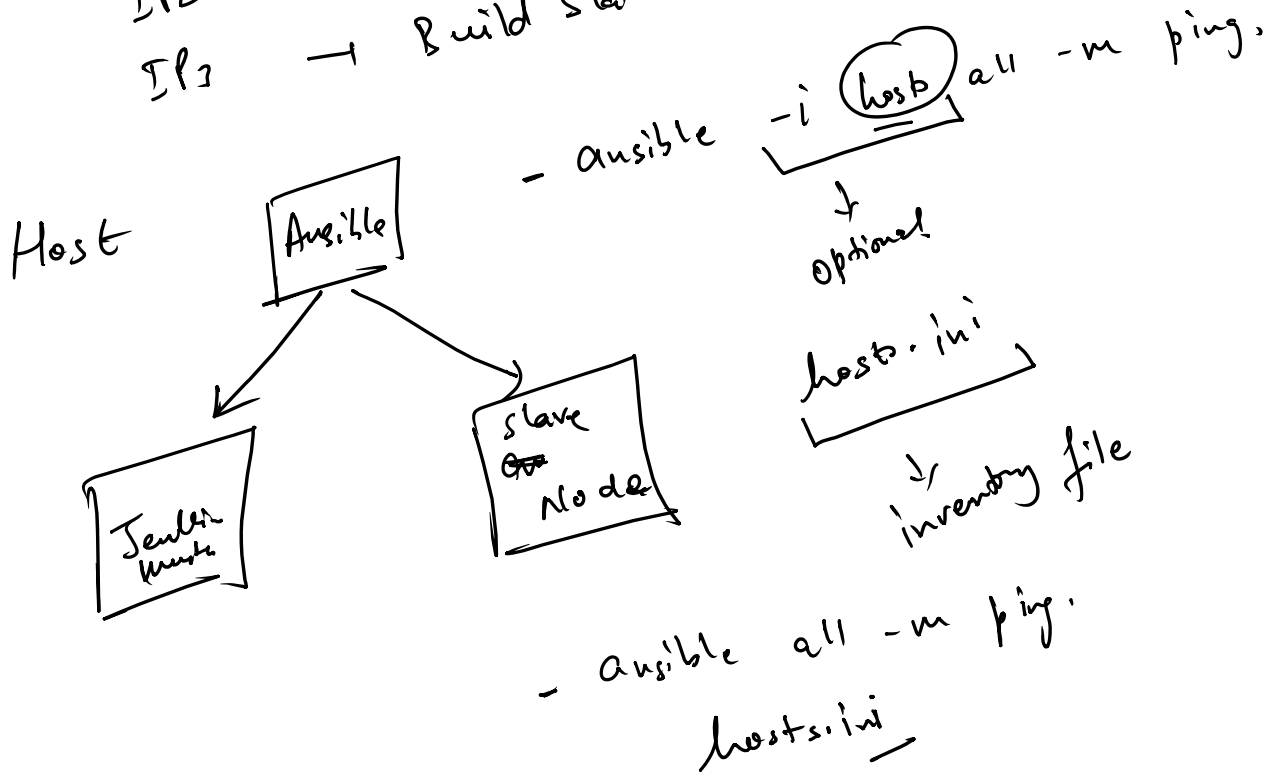 IP3 → Build
- ansible -i hosts all -m ping.
optional
Host
Ansible
hosts.ini
inventory file
slave
Node
Jenkin
- ansible all -m ping.
hosts.ini